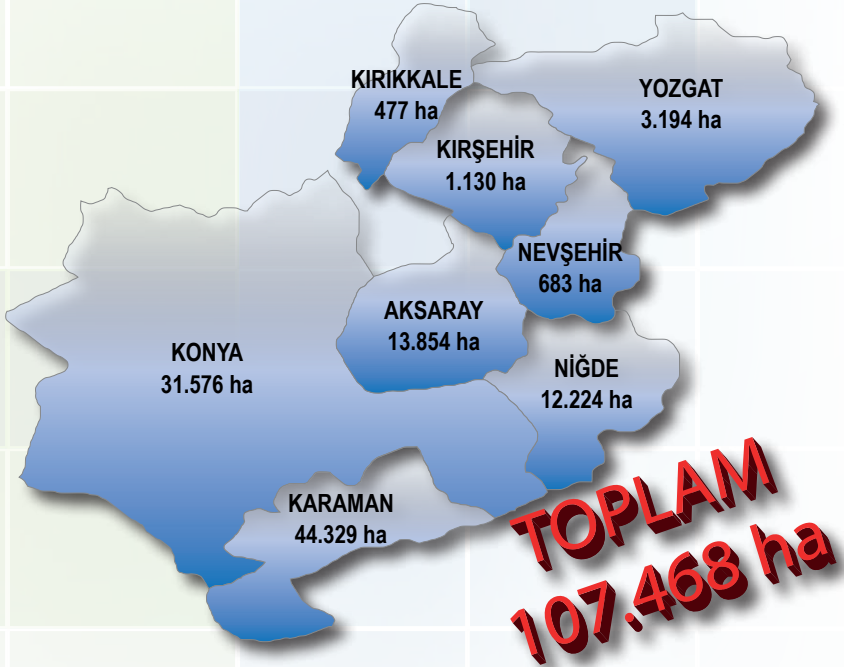 KIRIKKALE
477 ha
YOZGAT
3.194 ha
KIRŞEHİR
1.130 ha
NEVŞEHİR
683 ha
AKSARAY
13.854 ha
KONYA
31.576 ha
NİĞDE
12.224 ha
KARAMAN
44.329 ha
TOPLAM
107.468 ha